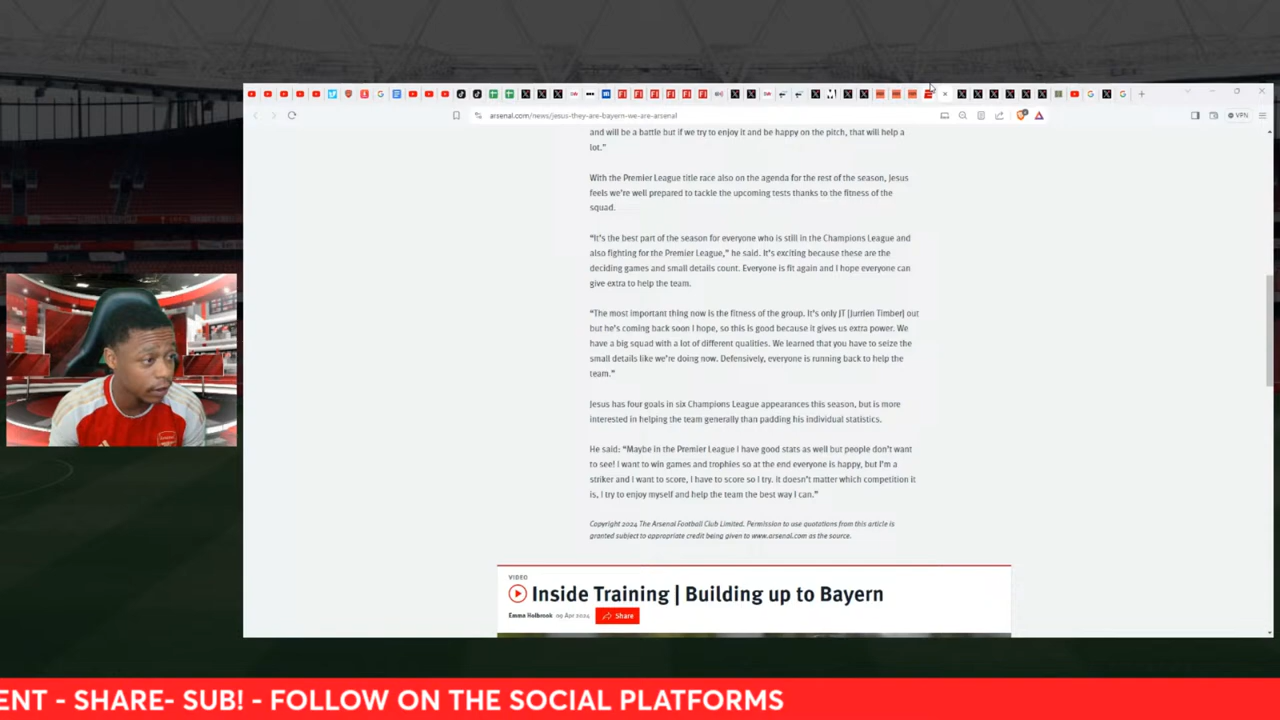 arsenal.com/news/jesus-they-are-bayern-we-are-arsenal
VPN
and will be a battle but if we try to enjoy it and be happy on the pitch, that will help a
lot.”
With the Premier League title race also on the agenda for the rest of the season, Jesus
feels we’re well prepared to tackle the upcoming tests thanks to the fitness of the
squad.
“It’s the best part of the season for everyone who is still in the Champions League and
also fighting for the Premier League,” he said. It’s exciting because these are the
deciding games and small details count. Everyone is fit again and I hope everyone can
give extra to help the team.
“The most important thing now is the fitness of the group. It’s only JT [Jurrien Timber] out
but he’s coming back soon I hope, so this is good because it gives us extra power. We
have a big squad with a lot of different qualities. We learned that you have to seize the
small details like we’re doing now. Defensively, everyone is running back to help the
team.”
Jesus has four goals in six Champions League appearances this season, but is more
interested in helping the team generally than padding his individual statistics.
He said: “Maybe in the Premier League I have good stats as well but people don’t want
to see! I want to win games and trophies so at the end everyone is happy, but I’m a
striker and I want to score, I have to score so I try. It doesn’t matter which competition it
is, I try to enjoy myself and help the team the best way I can.”
Copyright 2024 The Arsenal Football Club Limited. Permission to use quotations from this article is
granted subject to appropriate credit being given to www.arsenal.com as the source.
VIDEO
Inside Training | Building up to Bayern
Emma Holbrook 09 Apr 2024 Share
ENT - SHARE- SUB! - FOLLOW ON THE SOCIAL PLATFORMS